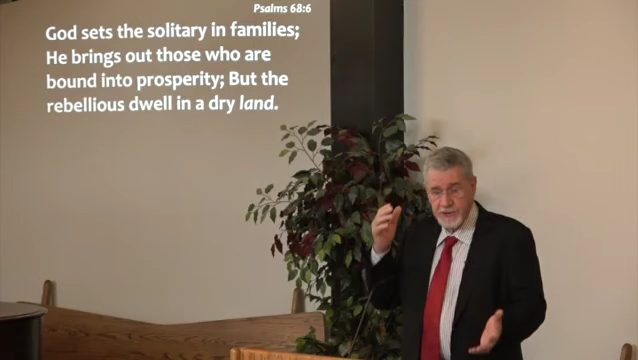 Psalms 68:6
God sets the solitary in families;
He brings out those who are
bound into prosperity; But the
rebellious dwell in a dry land.